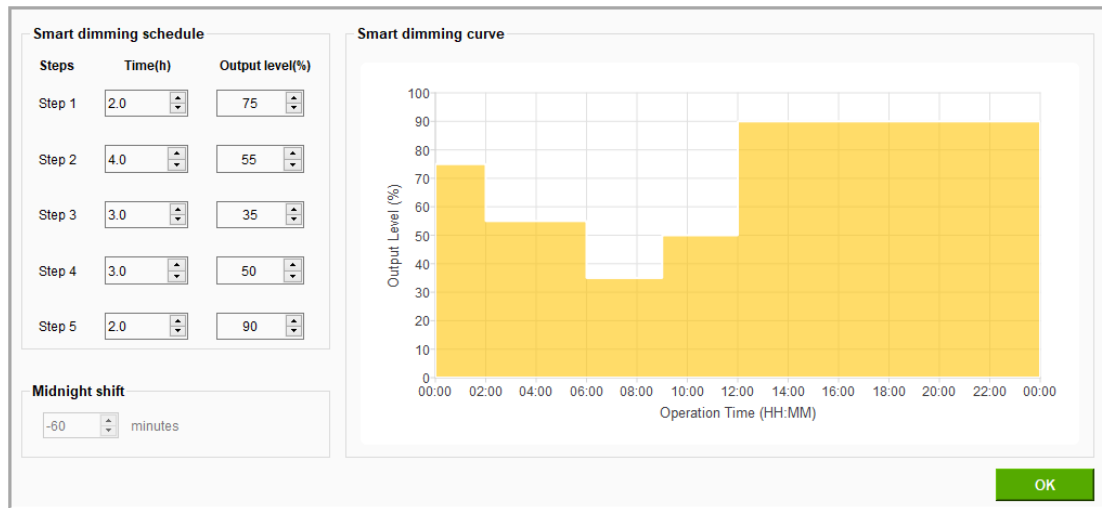 Smart dimming schedule
Steps Time(h) Output level(%)
Step 1 2.0 75
Step 2 4.0 55
Step 3 3.0 35
Step 4 3.0 50
Step 5 2.0 90
Midnight shift
-60 minutes
Smart dimming curve
Output Level (%)
100
90
80
70
60
50
40
30
20
10
0
00:00 02:00 04:00 06:00 08:00 10:00 12:00 14:00 16:00 18:00 20:00 22:00 00:00
Operation Time (HH:MM)
OK